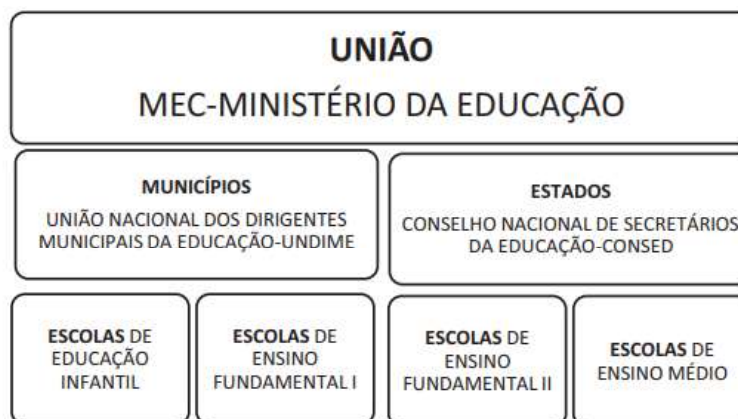 UNIÃO
MEC-MINISTÉRIO DA EDUCAÇÃO
MUNICÍPIOS
UNIÃO NACIONAL DOS DIRIGENTES
MUNICIPAIS DA EDUCAÇÃO-UNDIME
ESTADOS
CONSELHO NACIONAL DE SECRETÁRIOS
DA EDUCAÇÃO-CONSED
ESCOLAS DE
EDUCAÇÃO
INFANTIL
ESCOLAS DE
ENSINO
FUNDAMENTAL I
ESCOLAS DE
ENSINO
FUNDAMENTAL II
ESCOLAS DE
ENSINO MÉDIO